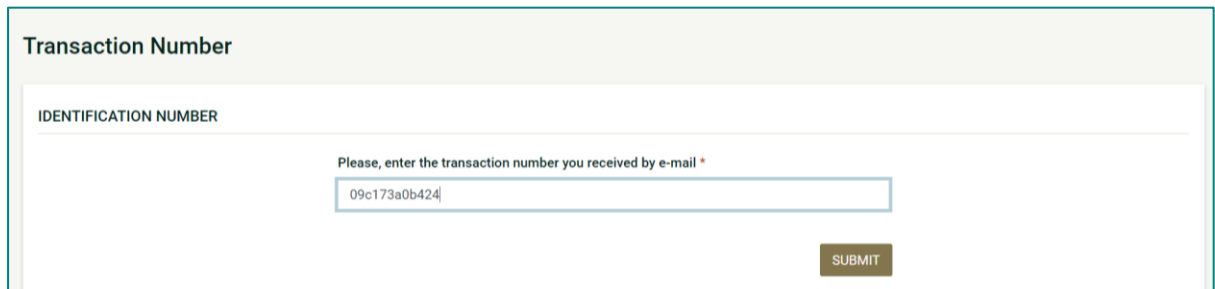 Transaction Number
IDENTIFICATION NUMBER
Please, enter the transaction number you received by e-mail *
09c173a0b424
SUBMIT